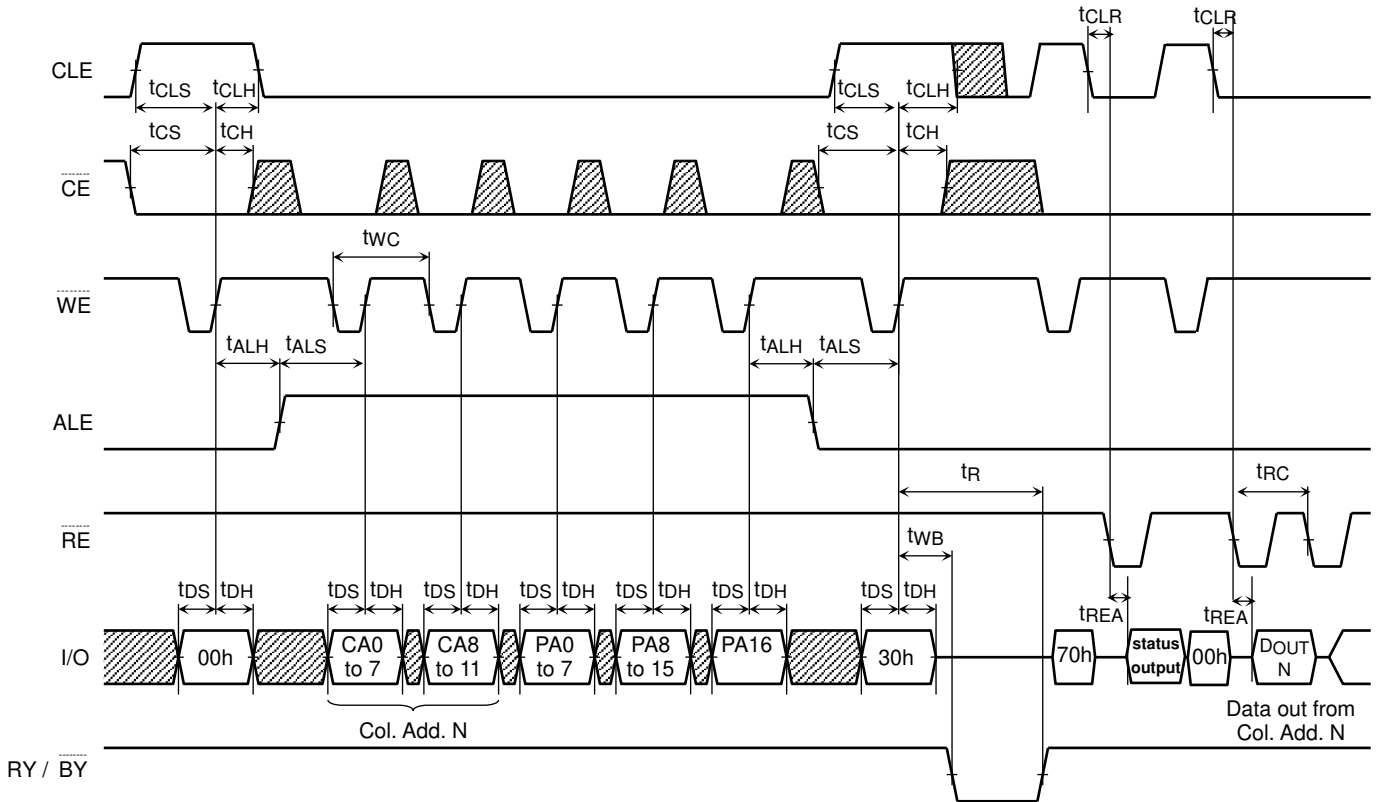 tCLR tCLR
CLE
tCLS tCLH tCLS tCLH
tCS tCH tCS tCH
CE
tWC
WE
tALH tALS tALH tALS
ALE
tR tRC
RE
tWB
tDS tDH tDS tDH tDS tDH tDS tDH tDS tDH tDS tDH tDS tDH
tREA tREA
I/O
00h
CA0 to 7
CA8 to 11
PA0 to 7
PA8 to 15
PA16
30h
70h
status output
00h
DOUT N
Col. Add. N
Data out from
Col. Add. N
RY / BY